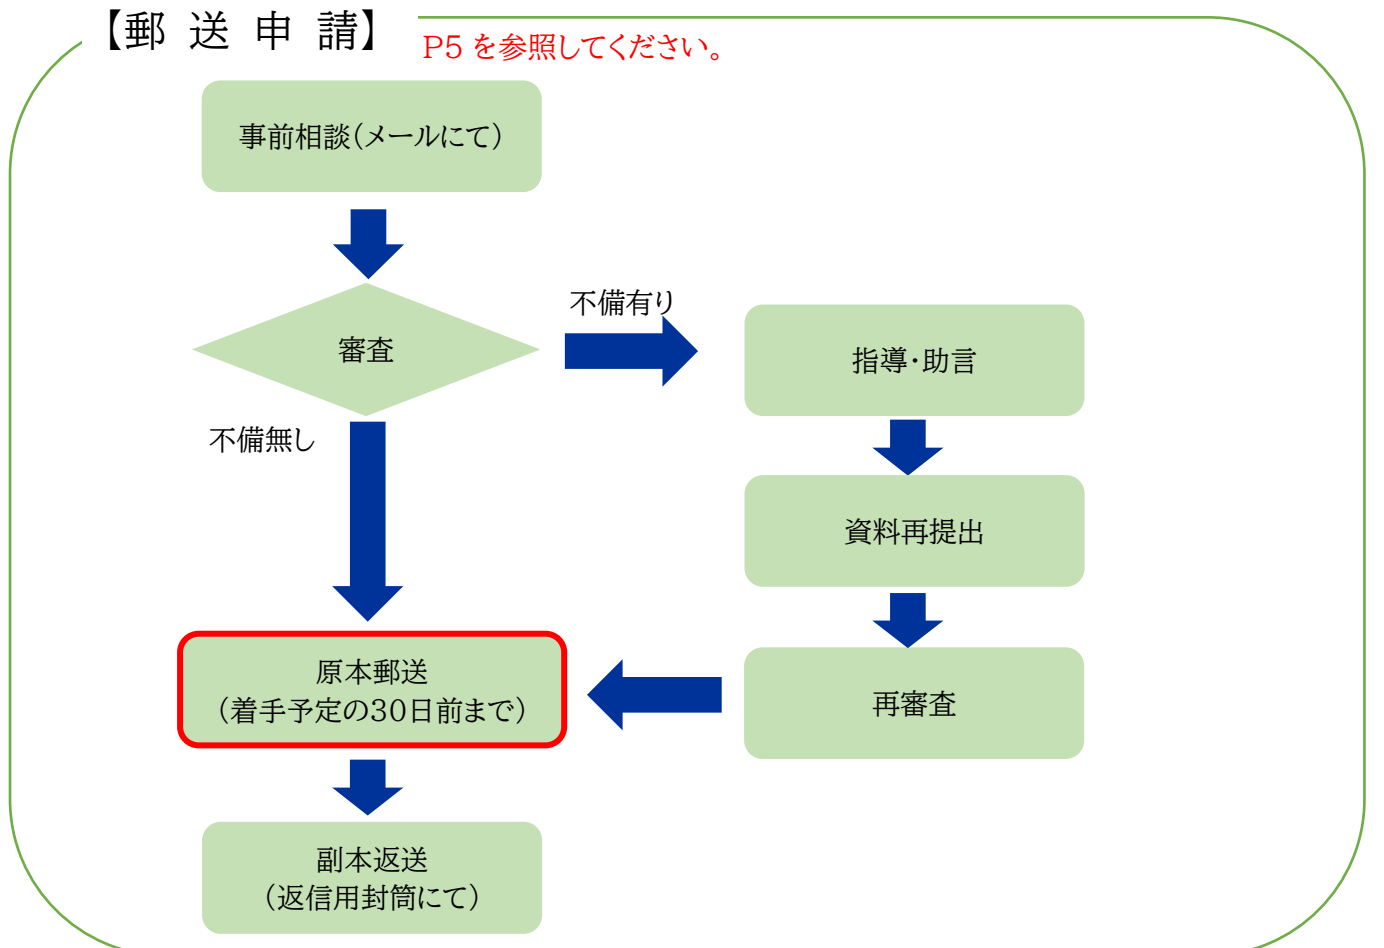 【郵 送 申 請】
P5 を参照してください。
事前相談(メールにて)
審査
不備有り
指導・助言
不備無し
資料再提出
再審査
原本郵送
(着手予定の30日前まで)
副本返送
(返信用封筒にて)